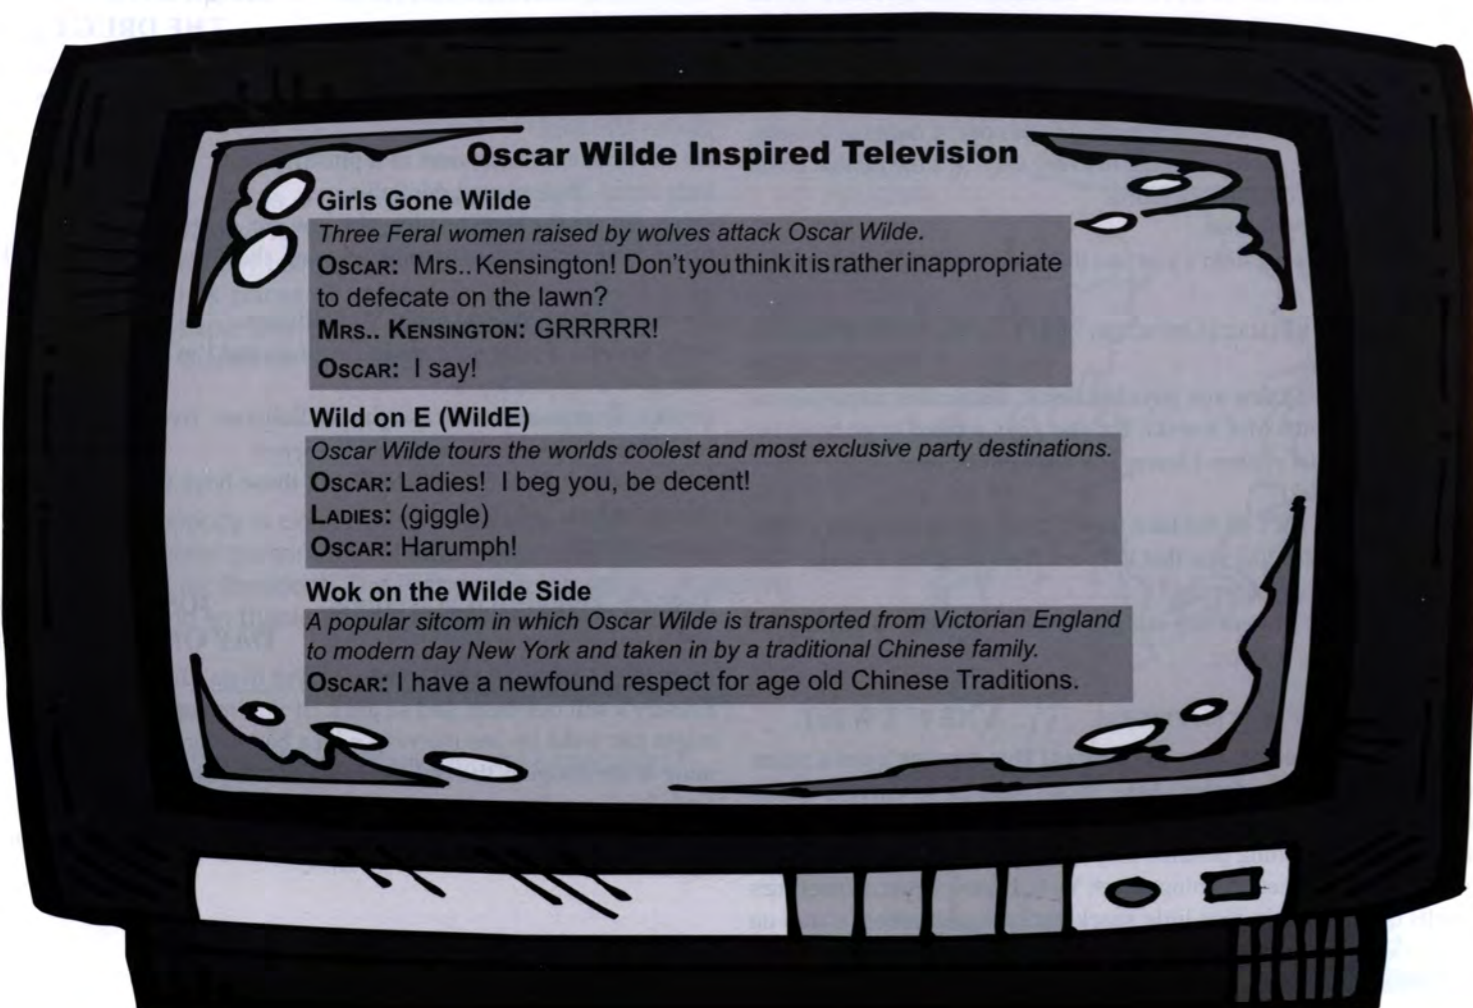 Oscar Wilde Inspired Television
Girls Gone Wilde
Three Feral women raised by wolves attack Oscar Wilde.
OSCAR: Mrs.. Kensington! Don't you think it is rather inappropriate
to defecate on the lawn?
MRS.. KENSINGTON: GRRRRR!
OSCAR: I say!
Wild on E (WildE)
Oscar Wilde tours the worlds coolest and most exclusive party destinations.
OSCAR: Ladies! I beg you, be decent!
LADIES: (giggle)
OSCAR: Harumph!
Wok on the Wilde Side
A popular sitcom in which Oscar Wilde is transported from Victorian England
to modern day New York and taken in by a traditional Chinese family.
OSCAR: I have a newfound respect for age old Chinese Traditions.